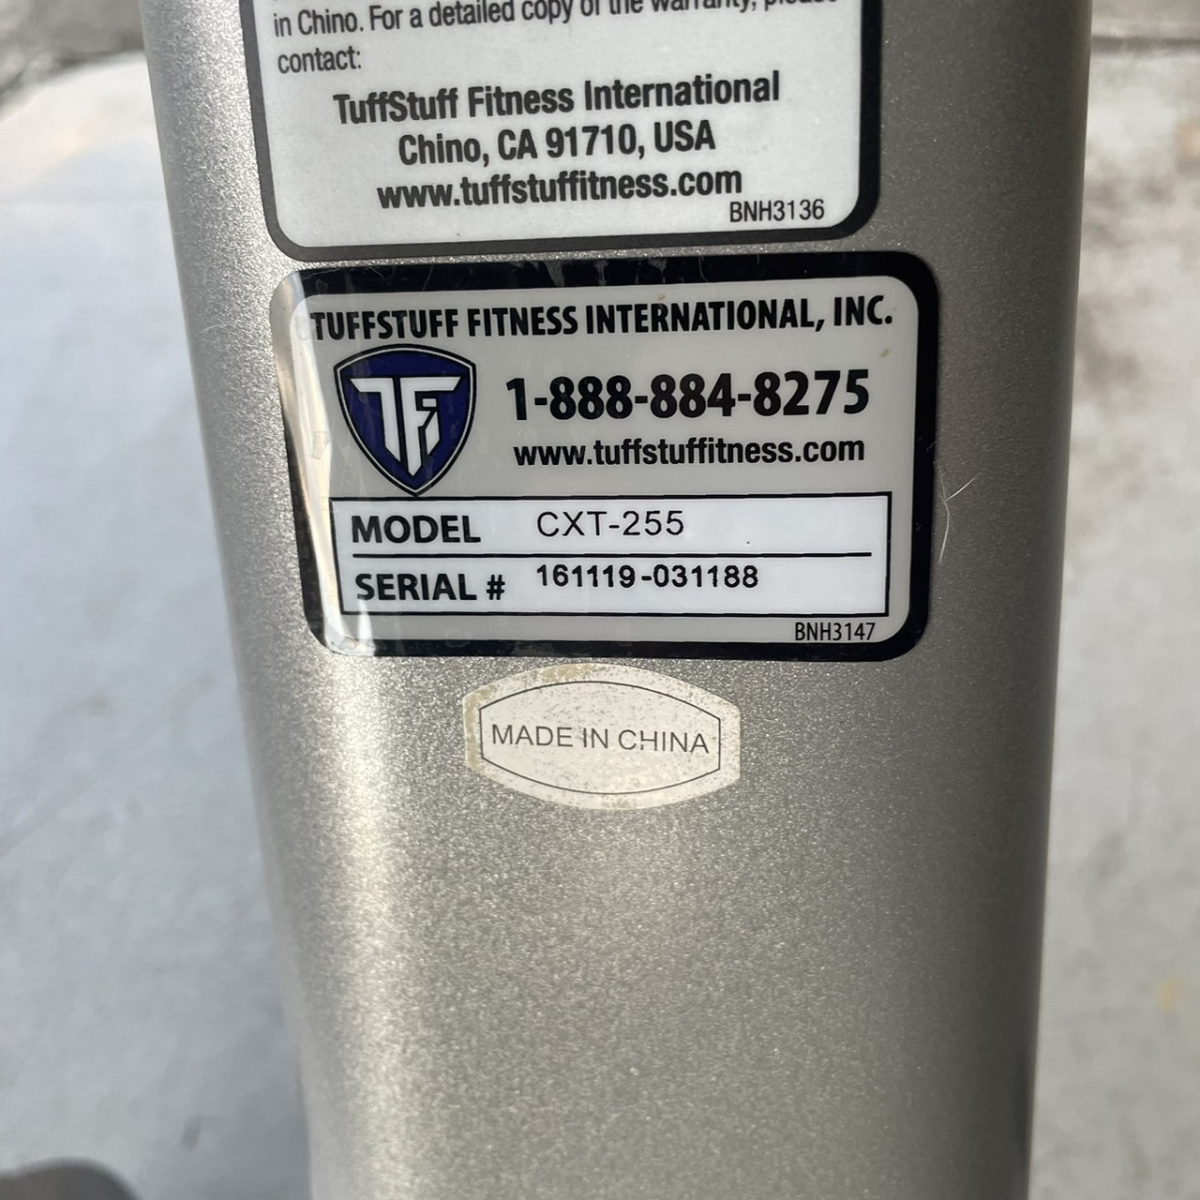 in Chino. For a detailed copy of the warranty, please
contact:
TuffStuff Fitness International
Chino, CA 91710, USA
www.tuffstuffitness.com
BNH3136
TUFFSTUFF FITNESS INTERNATIONAL, INC.
TF
1-888-884-8275
www.tuffstuffitness.com
MODEL CXT-255
SERIAL # 161119-031188
BNH3147
MADE IN CHINA